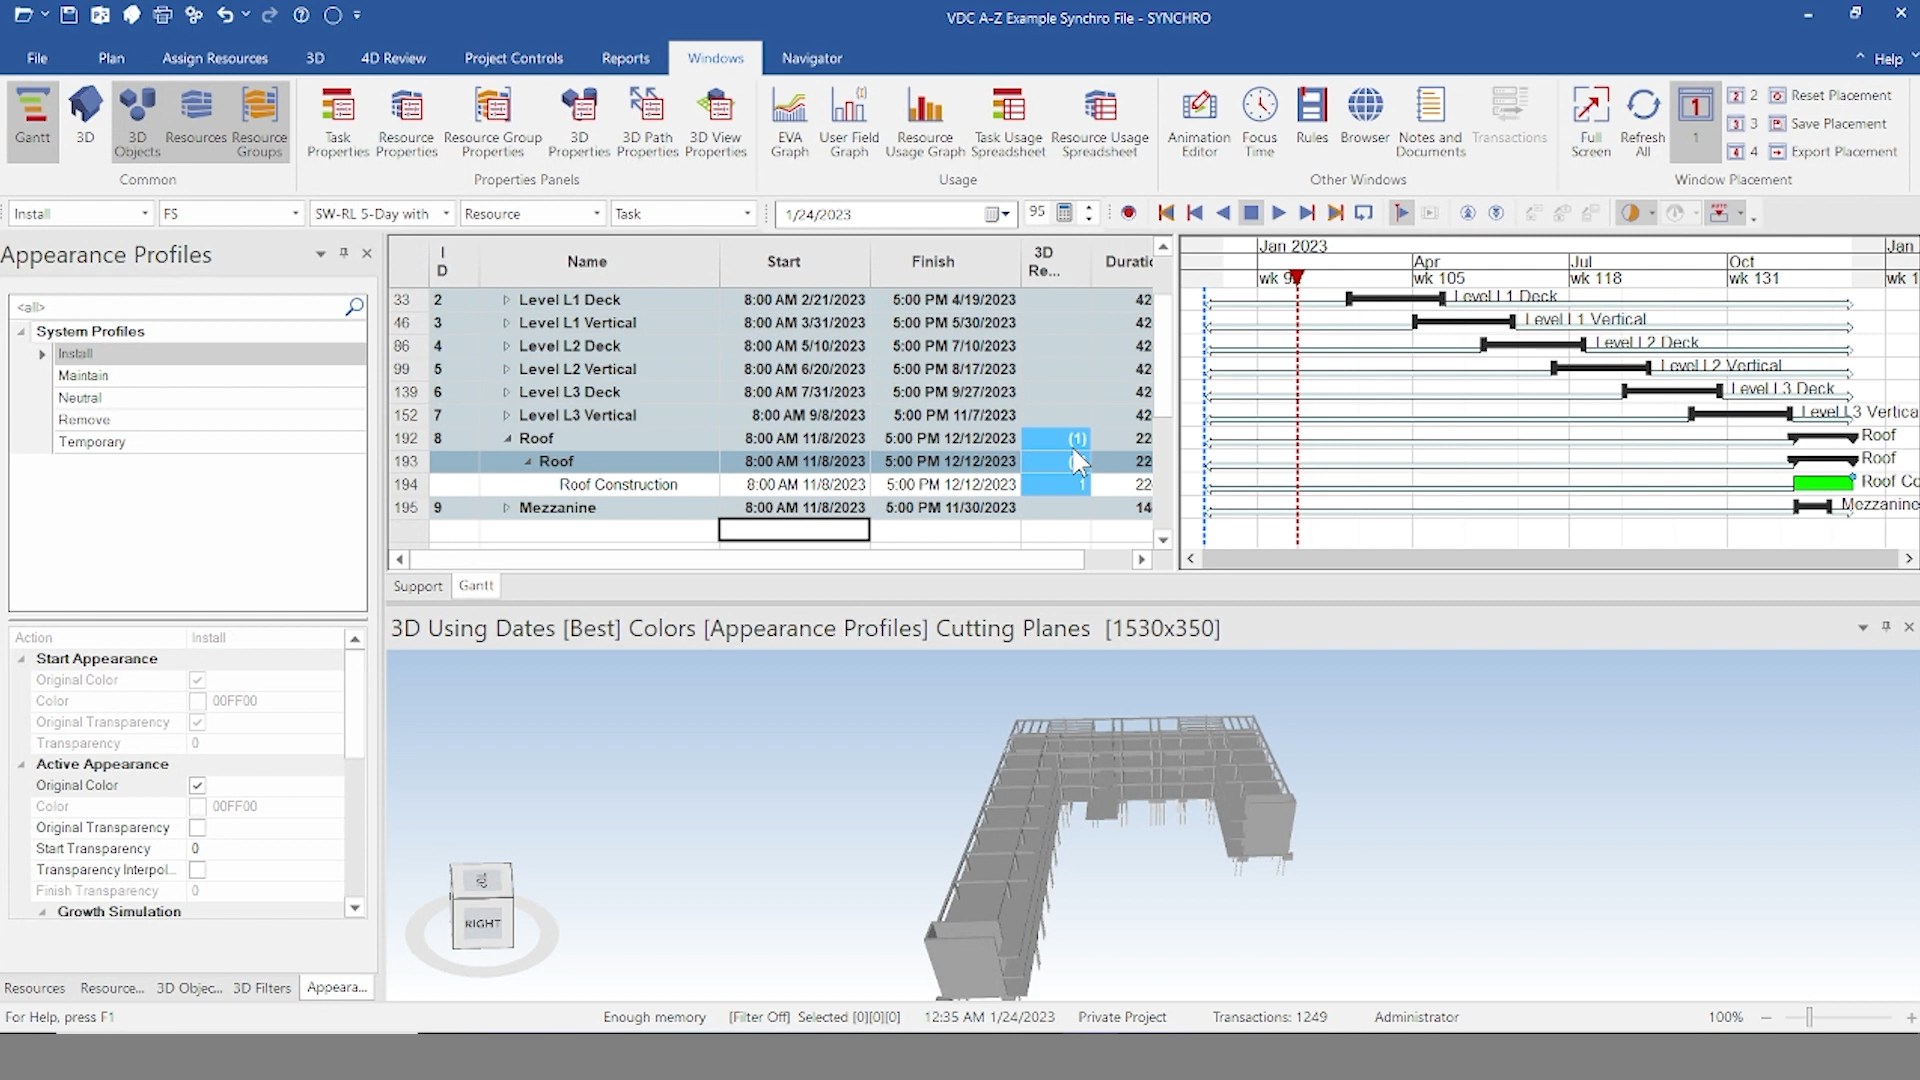 VDC A-Z Example Synchro File - SYNCHRO
File Plan Assign Resources 3D 4D Review Project Controls Reports Windows Navigator Help
Gantt 3D 3D Objects Resources Resource Groups
Common
Task Properties Resource Properties Resource Group Properties 3D Properties 3D Path Properties 3D View Properties
Properties Panels
EVA Graph User Field Graph Resource Usage Graph Task Usage Spreadsheet Resource Usage Spreadsheet
Usage
Animation Editor Focus Time Rules Browser Notes and Documents Transactions
Other Windows
Full Screen Refresh All 1 2 3 4 Reset Placement Save Placement Export Placement
Window Placement
Install FS SW-RL 5-Day with Resource Task 1/24/2023 95
Appearance Profiles
<all>
System Profiles
Install
Maintain
Neutral
Remove
Temporary
Action Install
Start Appearance
Original Color
Color 00FF00
Original Transparency
Transparency 0
Active Appearance
Original Color
Color 00FF00
Original Transparency
Start Transparency 0
Transparency Interpol...
Finish Transparency 0
Growth Simulation
Resources Resource... 3D Objec... 3D Filters Appeara...
ID Name Start Finish 3D Re... Duratic
33 2 Level L1 Deck 8:00 AM 2/21/2023 5:00 PM 4/19/2023 42
46 3 Level L1 Vertical 8:00 AM 3/31/2023 5:00 PM 5/30/2023 42
86 4 Level L2 Deck 8:00 AM 5/10/2023 5:00 PM 7/10/2023 42
99 5 Level L2 Vertical 8:00 AM 6/20/2023 5:00 PM 8/17/2023 42
139 6 Level L3 Deck 8:00 AM 7/31/2023 5:00 PM 9/27/2023 42
152 7 Level L3 Vertical 8:00 AM 9/8/2023 5:00 PM 11/7/2023 42
192 8 Roof 8:00 AM 11/8/2023 5:00 PM 12/12/2023 (1) 22
193 Roof 8:00 AM 11/8/2023 5:00 PM 12/12/2023 22
194 Roof Construction 8:00 AM 11/8/2023 5:00 PM 12/12/2023 1 22
195 9 Mezzanine 8:00 AM 11/8/2023 5:00 PM 11/30/2023 14
Support Gantt
Jan 2023 Jan
Apr Jul Oct
wk 9 wk 105 wk 118 wk 131 wk 1
Level L1 Deck
Level L1 Vertical
Level L2 Deck
Level L2 Vertical
Level L3 Deck
Level L3 Vertica
Roof
Roof
Roof Co
Mezzanine
3D Using Dates [Best] Colors [Appearance Profiles] Cutting Planes [1530x350]
RIGHT
For Help, press F1 Enough memory [Filter Off] Selected [0][0][0] 12:35 AM 1/24/2023 Private Project Transactions: 1249 Administrator 100%